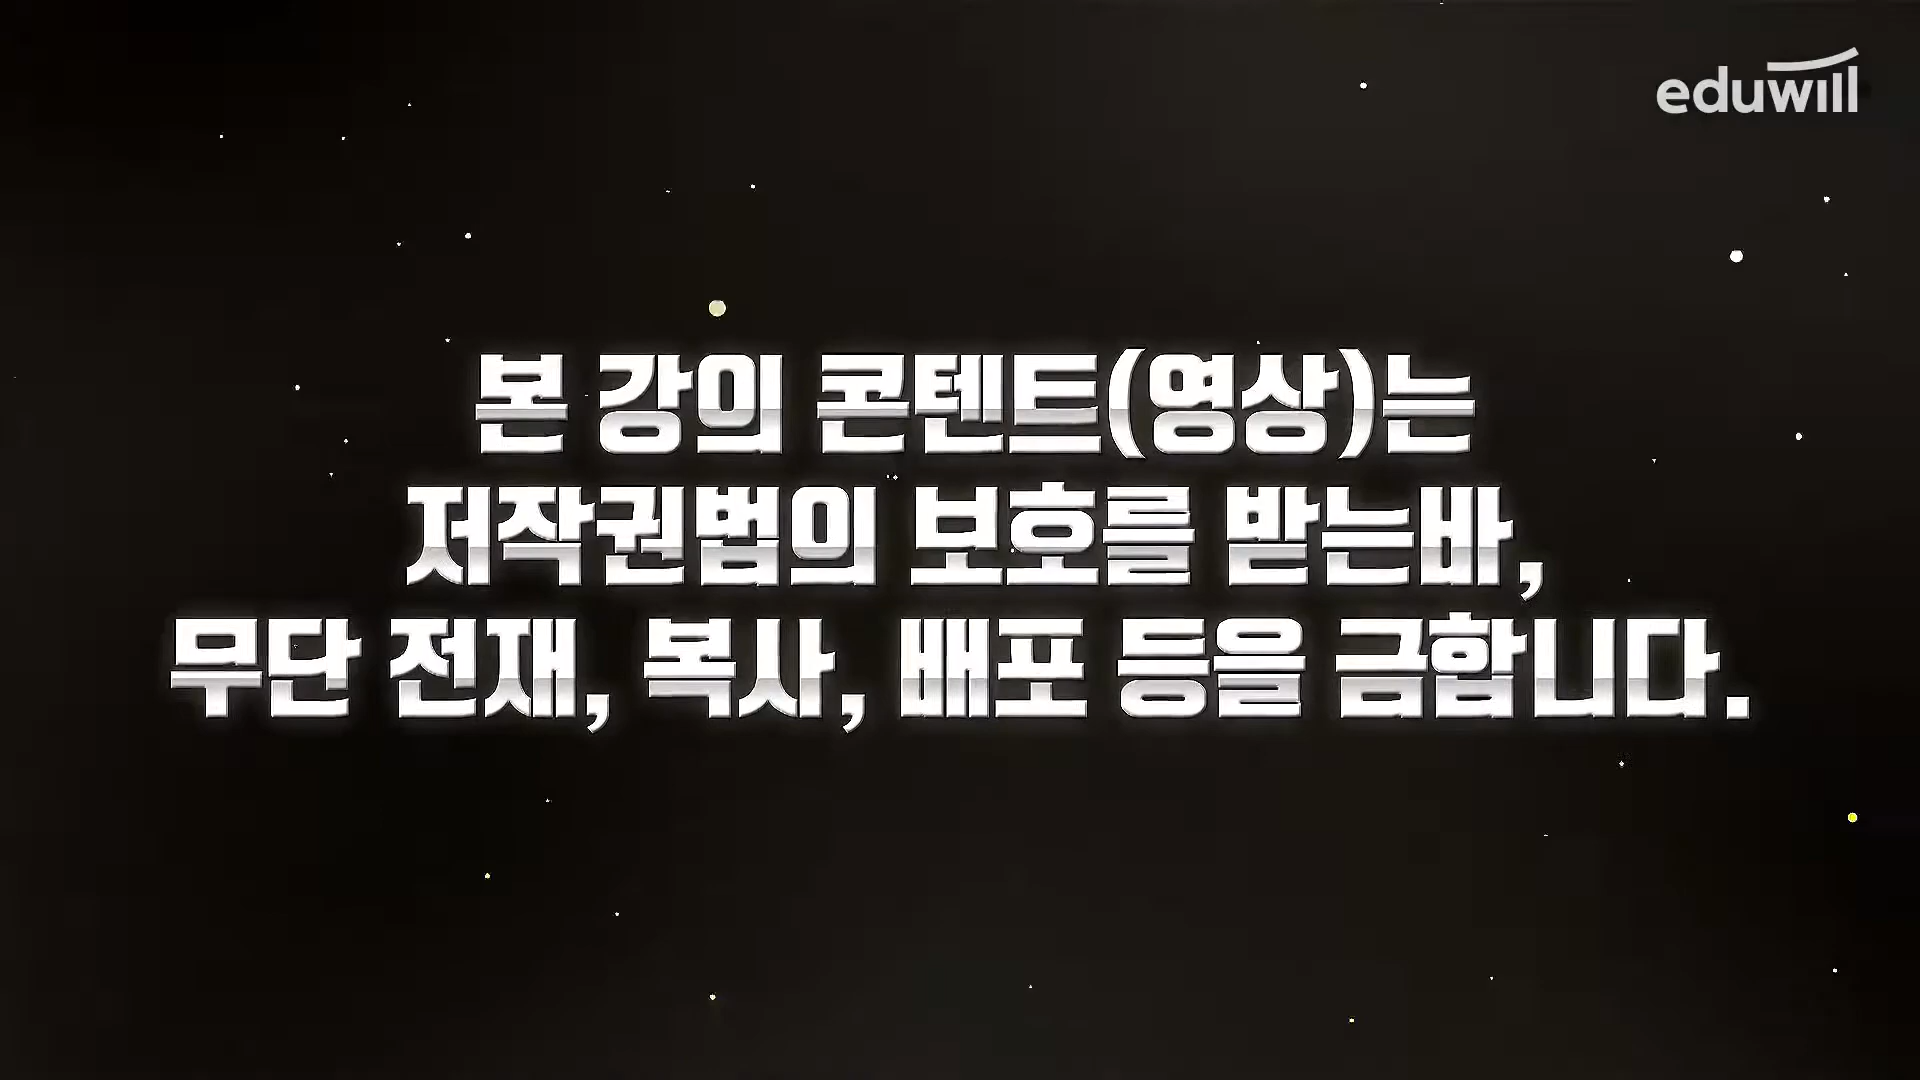 eduwill
본 강의 콘텐트(영상)는
저작권법의 보호를 받는바,
무단 전재, 복사, 배포 등을 금합니다.